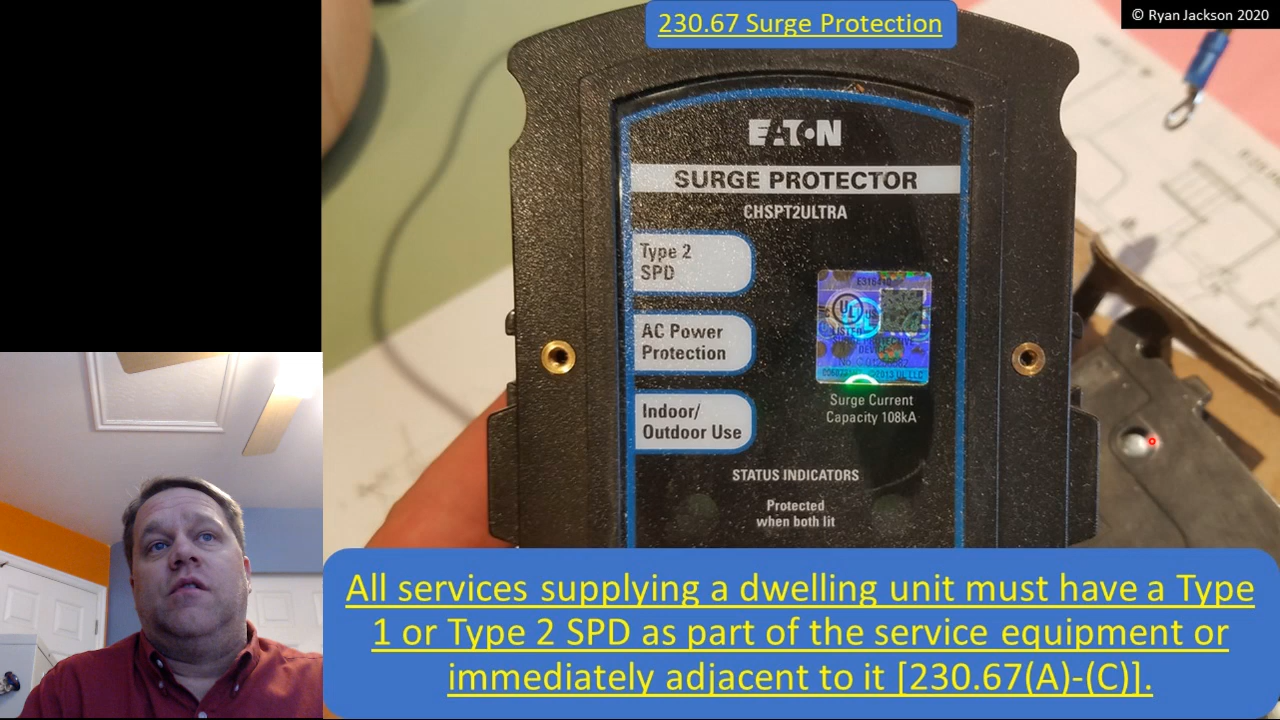 230.67 Surge Protection
© Ryan Jackson 2020
EATON
SURGE PROTECTOR
CHSPT2ULTRA
Type 2
SPD
AC Power
Protection
Indoor/
Outdoor Use
UL
LISTED
Surge Current
Capacity 108kA
STATUS INDICATORS
Protected
when both lit
All services supplying a dwelling unit must have a Type
1 or Type 2 SPD as part of the service equipment or
immediately adjacent to it [230.67(A)-(C)].